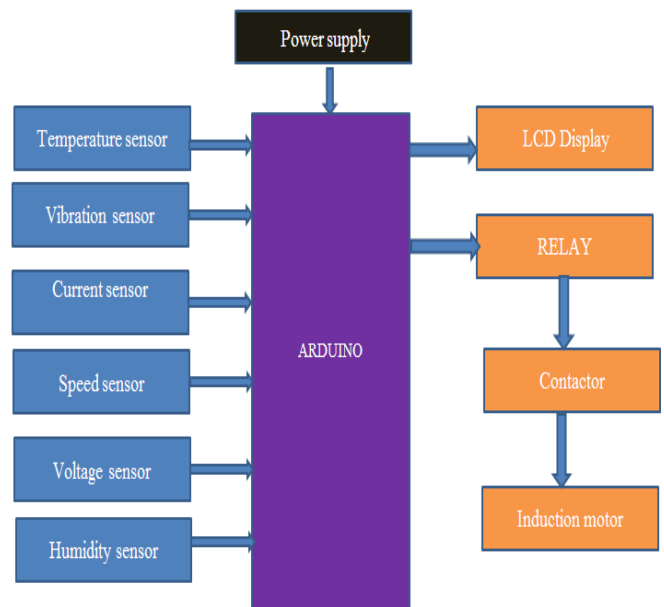 Power supply
Temperature sensor
Vibration sensor
Current sensor
Speed sensor
Voltage sensor
Humidity sensor
ARDUINO
LCD Display
RELAY
Contactor
Induction motor